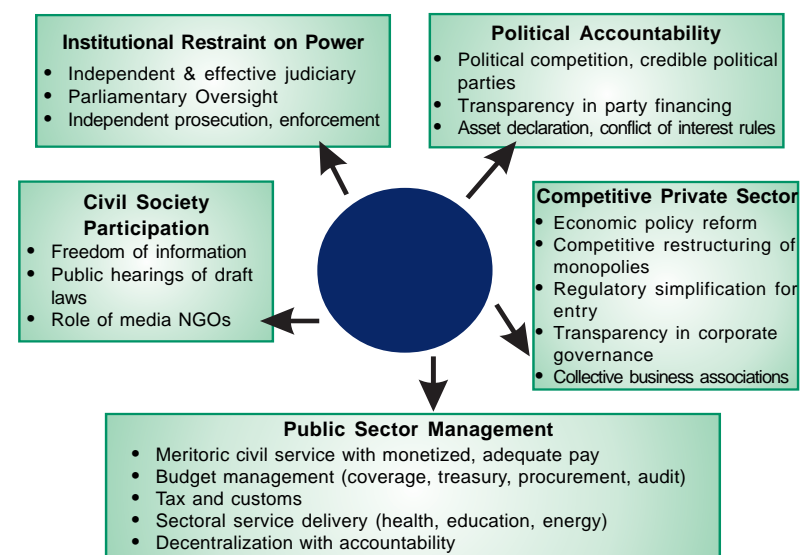 Institutional Restraint on Power
• Independent & effective judiciary
• Parliamentary Oversight
• Independent prosecution, enforcement
Political Accountability
• Political competition, credible political
parties
• Transparency in party financing
• Asset declaration, conflict of interest rules
Civil Society
Participation
• Freedom of information
• Public hearings of draft
laws
• Role of media NGOs
Competitive Private Sector
• Economic policy reform
• Competitive restructuring of
monopolies
• Regulatory simplification for
entry
• Transparency in corporate
governance
• Collective business associations
Public Sector Management
• Meritoric civil service with monetized, adequate pay
• Budget management (coverage, treasury, procurement, audit)
• Tax and customs
• Sectoral service delivery (health, education, energy)
• Decentralization with accountability